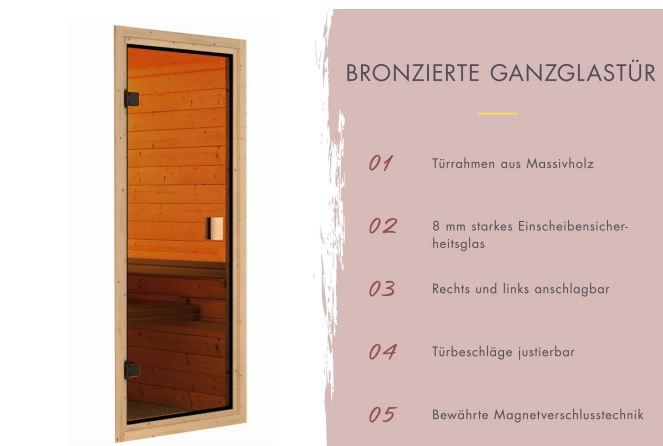 BRONZIERTE GANZGLASTÜR
01 Türrahmen aus Massivholz
02 8 mm starkes Einscheibensicher-
heitsglas
03 Rechts und links anschlagbar
04 Türbeschläge justierbar
05 Bewährte Magnetverschlusstechnik